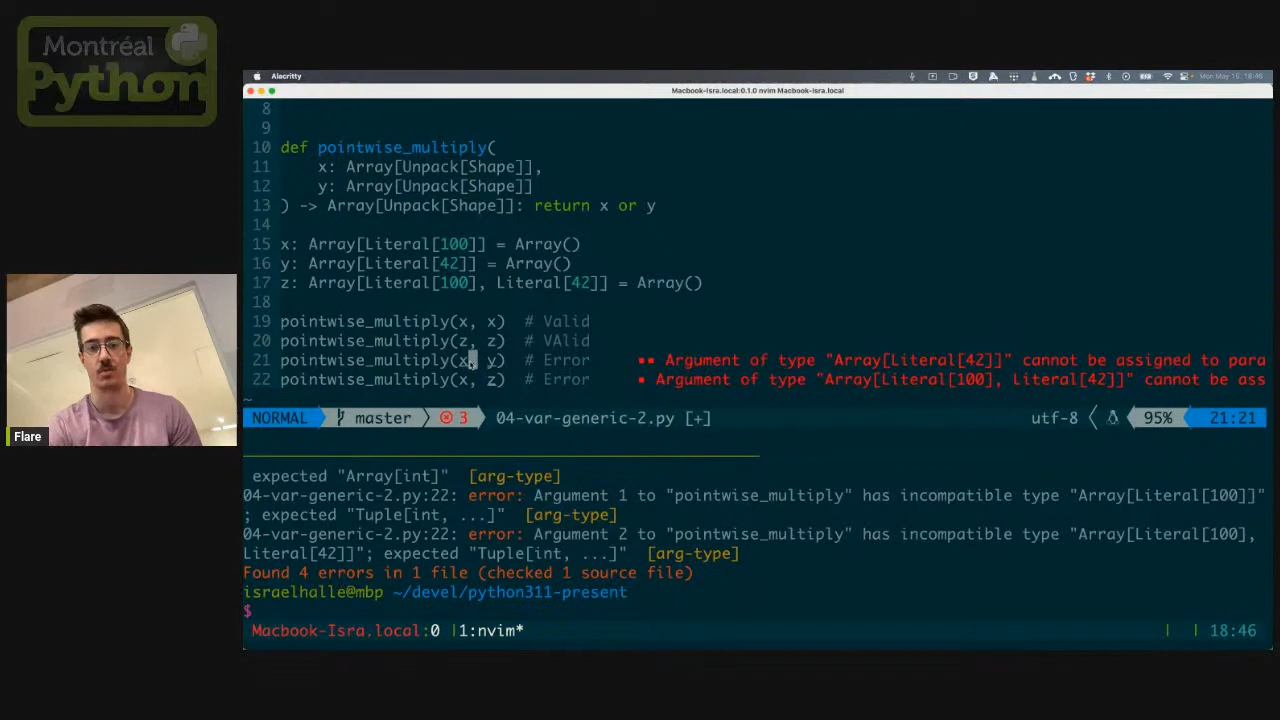 Montréal
Python
Alacritty
Mon May 15, 18:46
Macbook-Isra.local:0.1.0 nvim Macbook-Isra.local
8
9
10 def pointwise_multiply(
11 x: Array[Unpack[Shape]],
12 y: Array[Unpack[Shape]]
13 ) -> Array[Unpack[Shape]]: return x or y
14
15 x: Array[Literal[100]] = Array()
16 y: Array[Literal[42]] = Array()
17 z: Array[Literal[100], Literal[42]] = Array()
18
19 pointwise_multiply(x, x) # Valid
20 pointwise_multiply(z, z) # VAlid
21 pointwise_multiply(x, y) # Error ▪▪ Argument of type "Array[Literal[42]]" cannot be assigned to para
22 pointwise_multiply(x, z) # Error ▪ Argument of type "Array[Literal[100], Literal[42]]" cannot be ass
~
NORMAL master 3 04-var-generic-2.py [+] utf-8 95% 21:21
expected "Array[int]" [arg-type]
04-var-generic-2.py:22: error: Argument 1 to "pointwise_multiply" has incompatible type "Array[Literal[100]]"
; expected "Tuple[int, ...]" [arg-type]
04-var-generic-2.py:22: error: Argument 2 to "pointwise_multiply" has incompatible type "Array[Literal[100],
Literal[42]]"; expected "Tuple[int, ...]" [arg-type]
Found 4 errors in 1 file (checked 1 source file)
israelhalle@mbp ~/devel/python311-present
$
Macbook-Isra.local:0 |1:nvim* | | 18:46
Flare